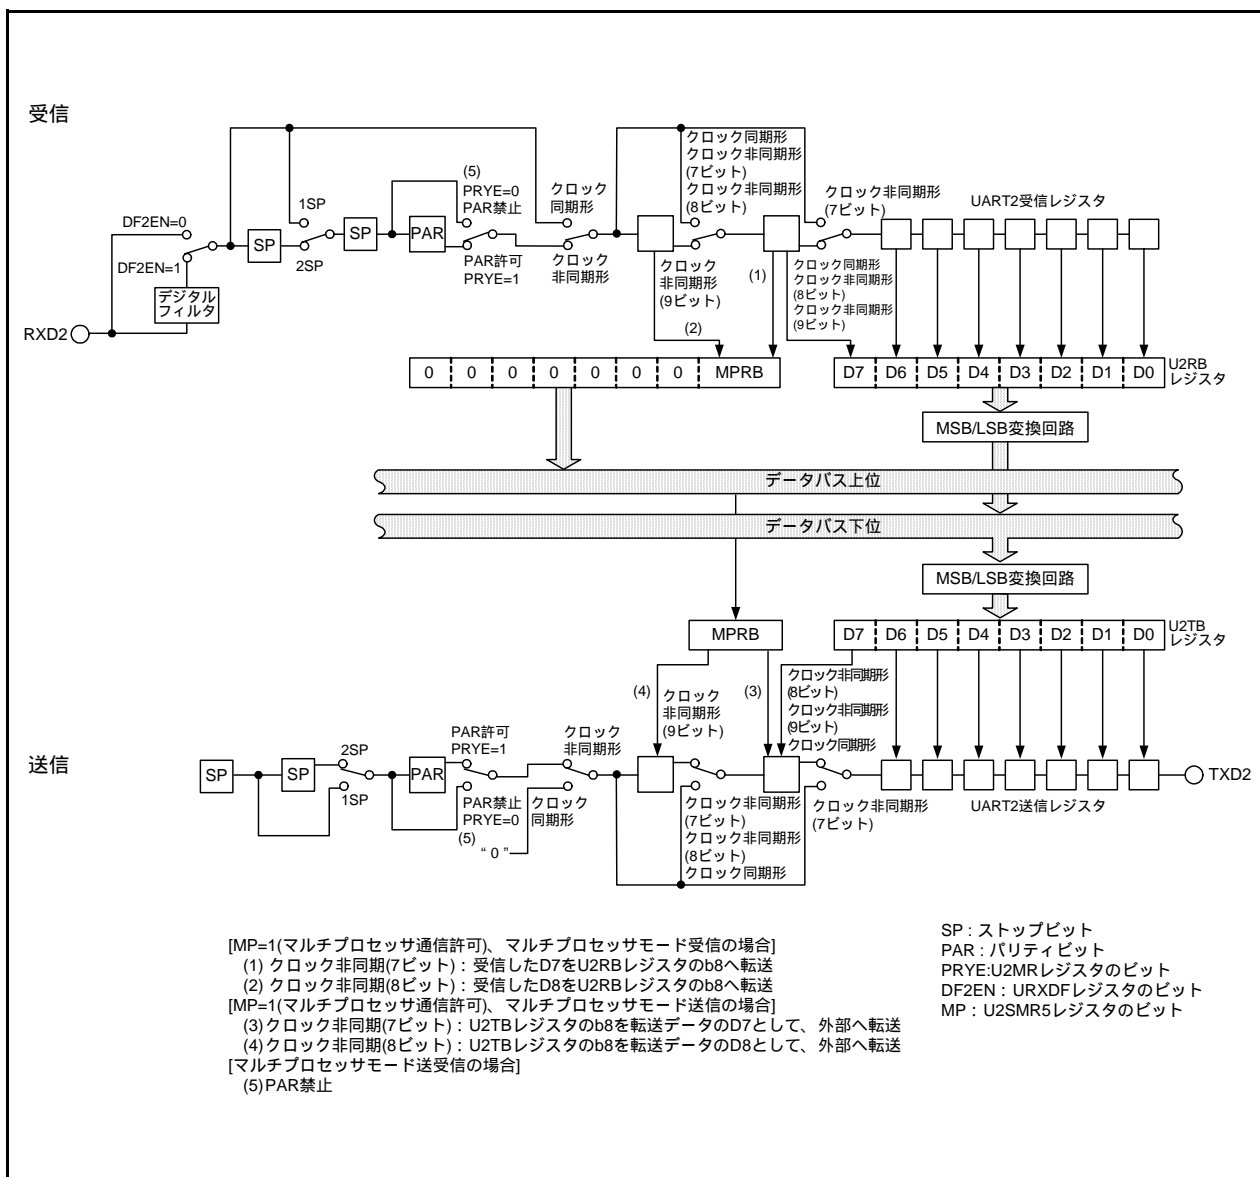 受信
DF2EN=0
DF2EN=1
デジタル
フィルタ
RXD2
SP
1SP
2SP
SP
(5)
PRYE=0
PAR禁止
PAR
PAR許可
PRYE=1
クロック
同期形
クロック
非同期形
クロック同期形
クロック非同期形
(7ビット)
クロック非同期形
(8ビット)
クロック
非同期形
(9ビット)
(2)
(1)
クロック非同期形
(7ビット)
クロック同期形
クロック非同期形
(8ビット)
クロック非同期形
(9ビット)
UART2受信レジスタ
0 0 0 0 0 0 0 MPRB
D7 D6 D5 D4 D3 D2 D1 D0
U2RB
レジスタ
MSB/LSB変換回路
データバス上位
データバス下位
MSB/LSB変換回路
MPRB
D7 D6 D5 D4 D3 D2 D1 D0
U2TB
レジスタ
送信
SP
SP
2SP
1SP
PAR
PAR許可
PRYE=1
PAR禁止
PRYE=0
(5)
“ 0 ”
クロック
非同期形
クロック
同期形
(4)
クロック
非同期形
(9ビット)
(3)
クロック非同期形
(8ビット)
クロック非同期形
(9ビット)
クロック同期形
クロック非同期形
(7ビット)
クロック非同期形
(8ビット)
クロック同期形
クロック非同期形
(7ビット)
UART2送信レジスタ
TXD2
[MP=1(マルチプロセッサ通信許可)、マルチプロセッサモード受信の場合]
(1) クロック非同期(7ビット)：受信したD7をU2RBレジスタのb8へ転送
(2) クロック非同期(8ビット)：受信したD8をU2RBレジスタのb8へ転送
[MP=1(マルチプロセッサ通信許可)、マルチプロセッサモード送信の場合]
(3)クロック非同期(7ビット)：U2TBレジスタのb8を転送データのD7として、外部へ転送
(4)クロック非同期(8ビット)：U2TBレジスタのb8を転送データのD8として、外部へ転送
[マルチプロセッサモード送受信の場合]
(5)PAR禁止
SP：ストップビット
PAR：パリティビット
PRYE:U2MRレジスタのビット
DF2EN：URXDFレジスタのビット
MP：U2SMR5レジスタのビット